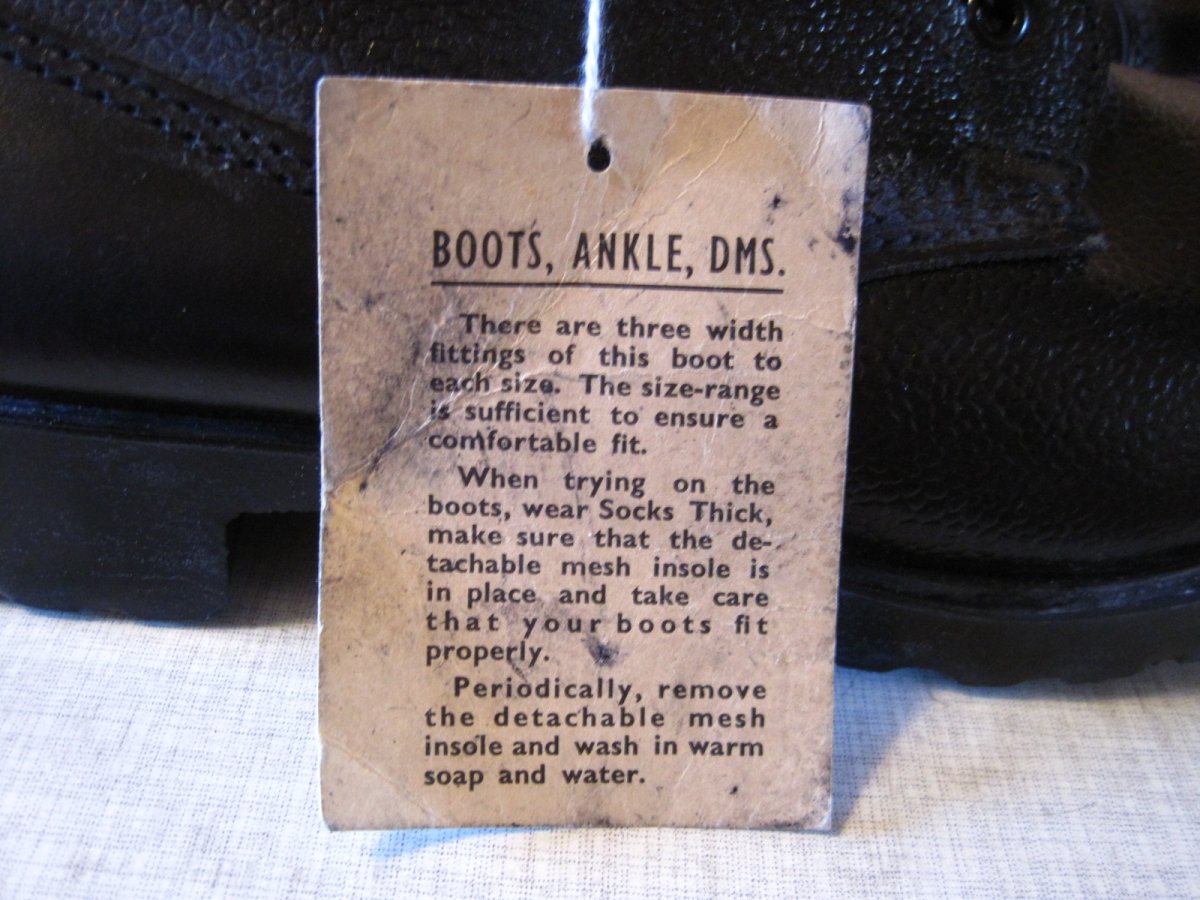 BOOTS, ANKLE, DMS.
There are three width
fittings of this boot to
each size. The size-range
is sufficient to ensure a
comfortable fit.
When trying on the
boots, wear Socks Thick,
make sure that the de-
tachable mesh insole is
in place and take care
that your boots fit
properly.
Periodically, remove
the detachable mesh
insole and wash in warm
soap and water.